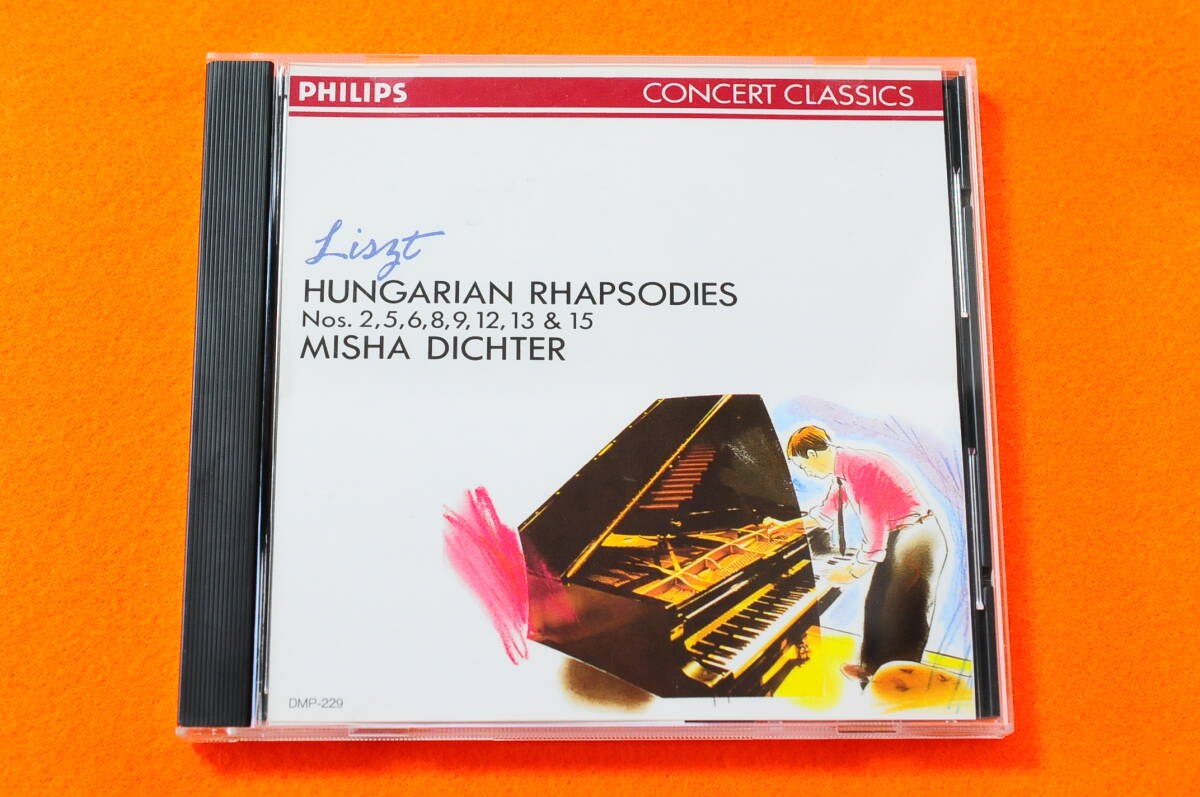 PHILIPS CONCERT CLASSICS
Liszt
HUNGARIAN RHAPSODIES
Nos. 2,5,6,8,9,12,13 & 15
MISHA DICHTER
DMP-229